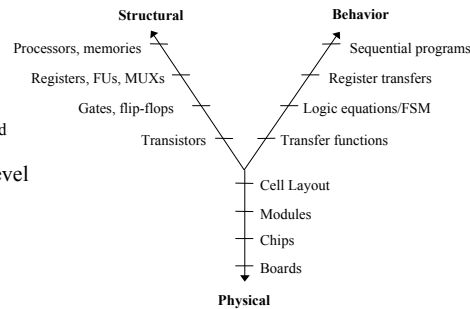 Structural
Behavior
Processors, memories
Sequential programs
Registers, FUs, MUXs
Register transfers
Gates, flip-flops
Logic equations/FSM
Transistors
Transfer functions
Cell Layout
Modules
Chips
Boards
Physical